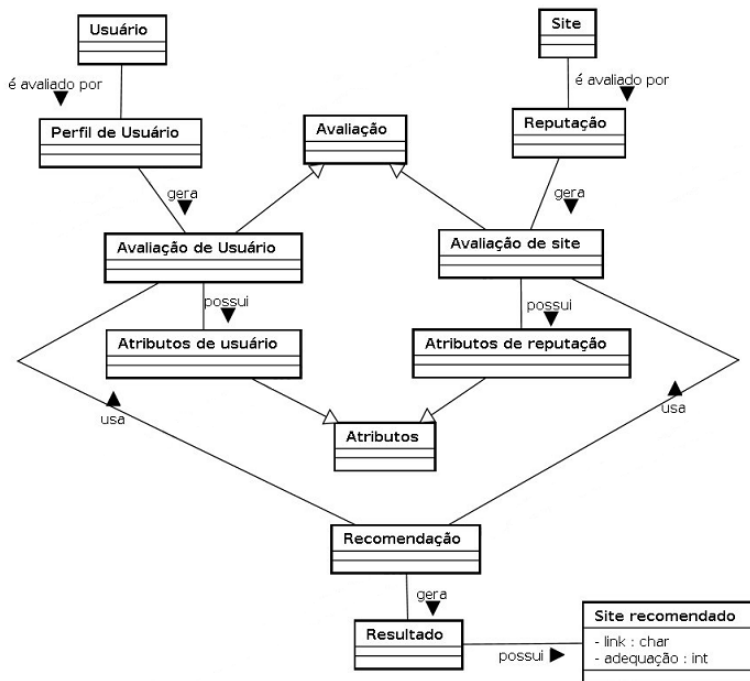 Usuário
Site
é avaliado por
é avaliado por
Perfil de Usuário
Avaliação
Reputação
gera
gera
Avaliação de Usuário
Avaliação de site
possui
possui
Atributos de usuário
Atributos de reputação
usa
usa
Atributos
Recomendação
gera
Resultado
possui
Site recomendado
- link : char
- adequação : int